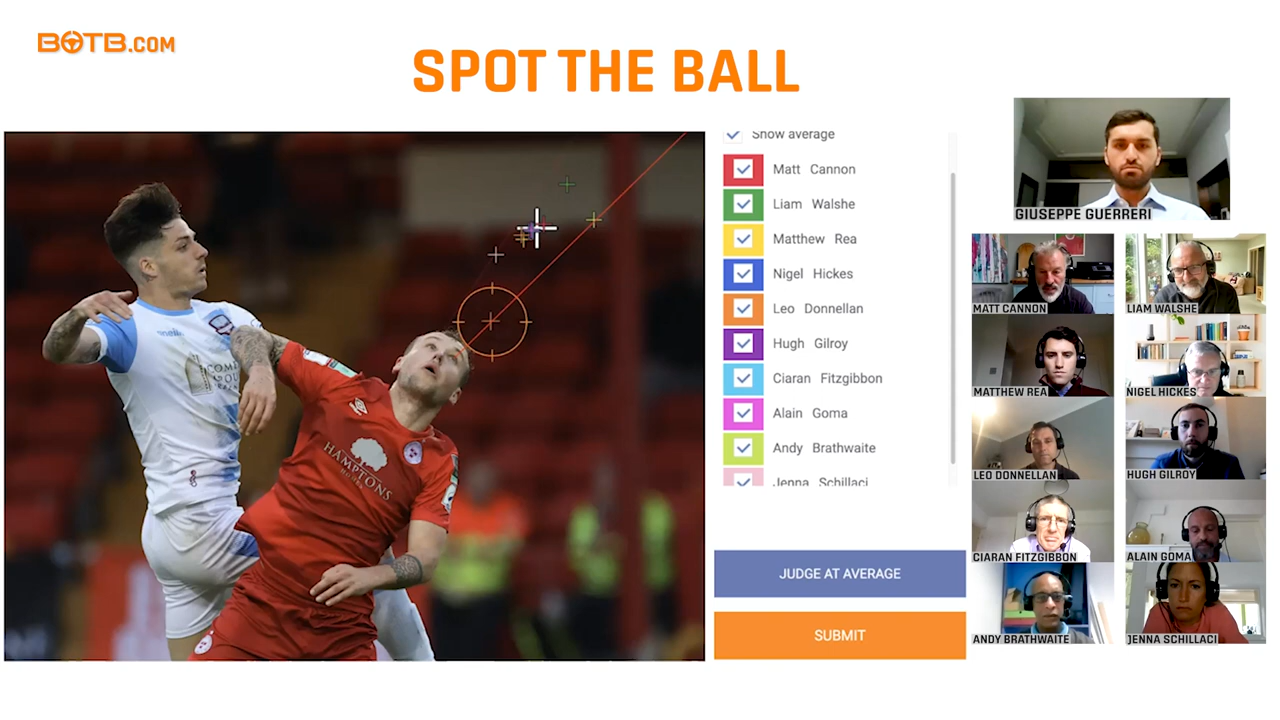 BOTB.COM
SPOT THE BALL
Show average
Matt Cannon
Liam Walshe
Matthew Rea
Nigel Hickes
Leo Donnellan
Hugh Gilroy
Ciaran Fitzgibbon
Alain Goma
Andy Brathwaite
Jenna Schillaci
JUDGE AT AVERAGE
SUBMIT
GIUSEPPE GUERRERI
MATT CANNON
LIAM WALSHE
MATTHEW REA
NIGEL HICKES
LEO DONNELLAN
HUGH GILROY
CIARAN FITZGIBBON
ALAIN GOMA
ANDY BRATHWAITE
JENNA SCHILLACI
HAMPTONS